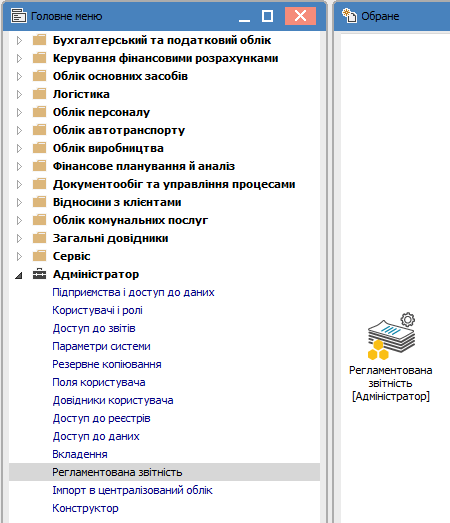 Головне меню
Бухгалтерський та податковий облік
Керування фінансовими розрахунками
Облік основних засобів
Логістика
Облік персоналу
Облік автотранспорту
Облік виробництва
Фінансове планування й аналіз
Документообіг та управління процесами
Відносини з клієнтами
Облік комунальних послуг
Загальні довідники
Сервіс
Адміністратор
Підприємства і доступ до даних
Користувачі і ролі
Доступ до звітів
Параметри системи
Резервне копіювання
Поля користувача
Довідники користувача
Доступ до реєстрів
Доступ до даних
Вкладення
Регламентована звітність
Імпорт в централізований облік
Конструктор
Обране
Регламентована
звітність
[Адміністратор]